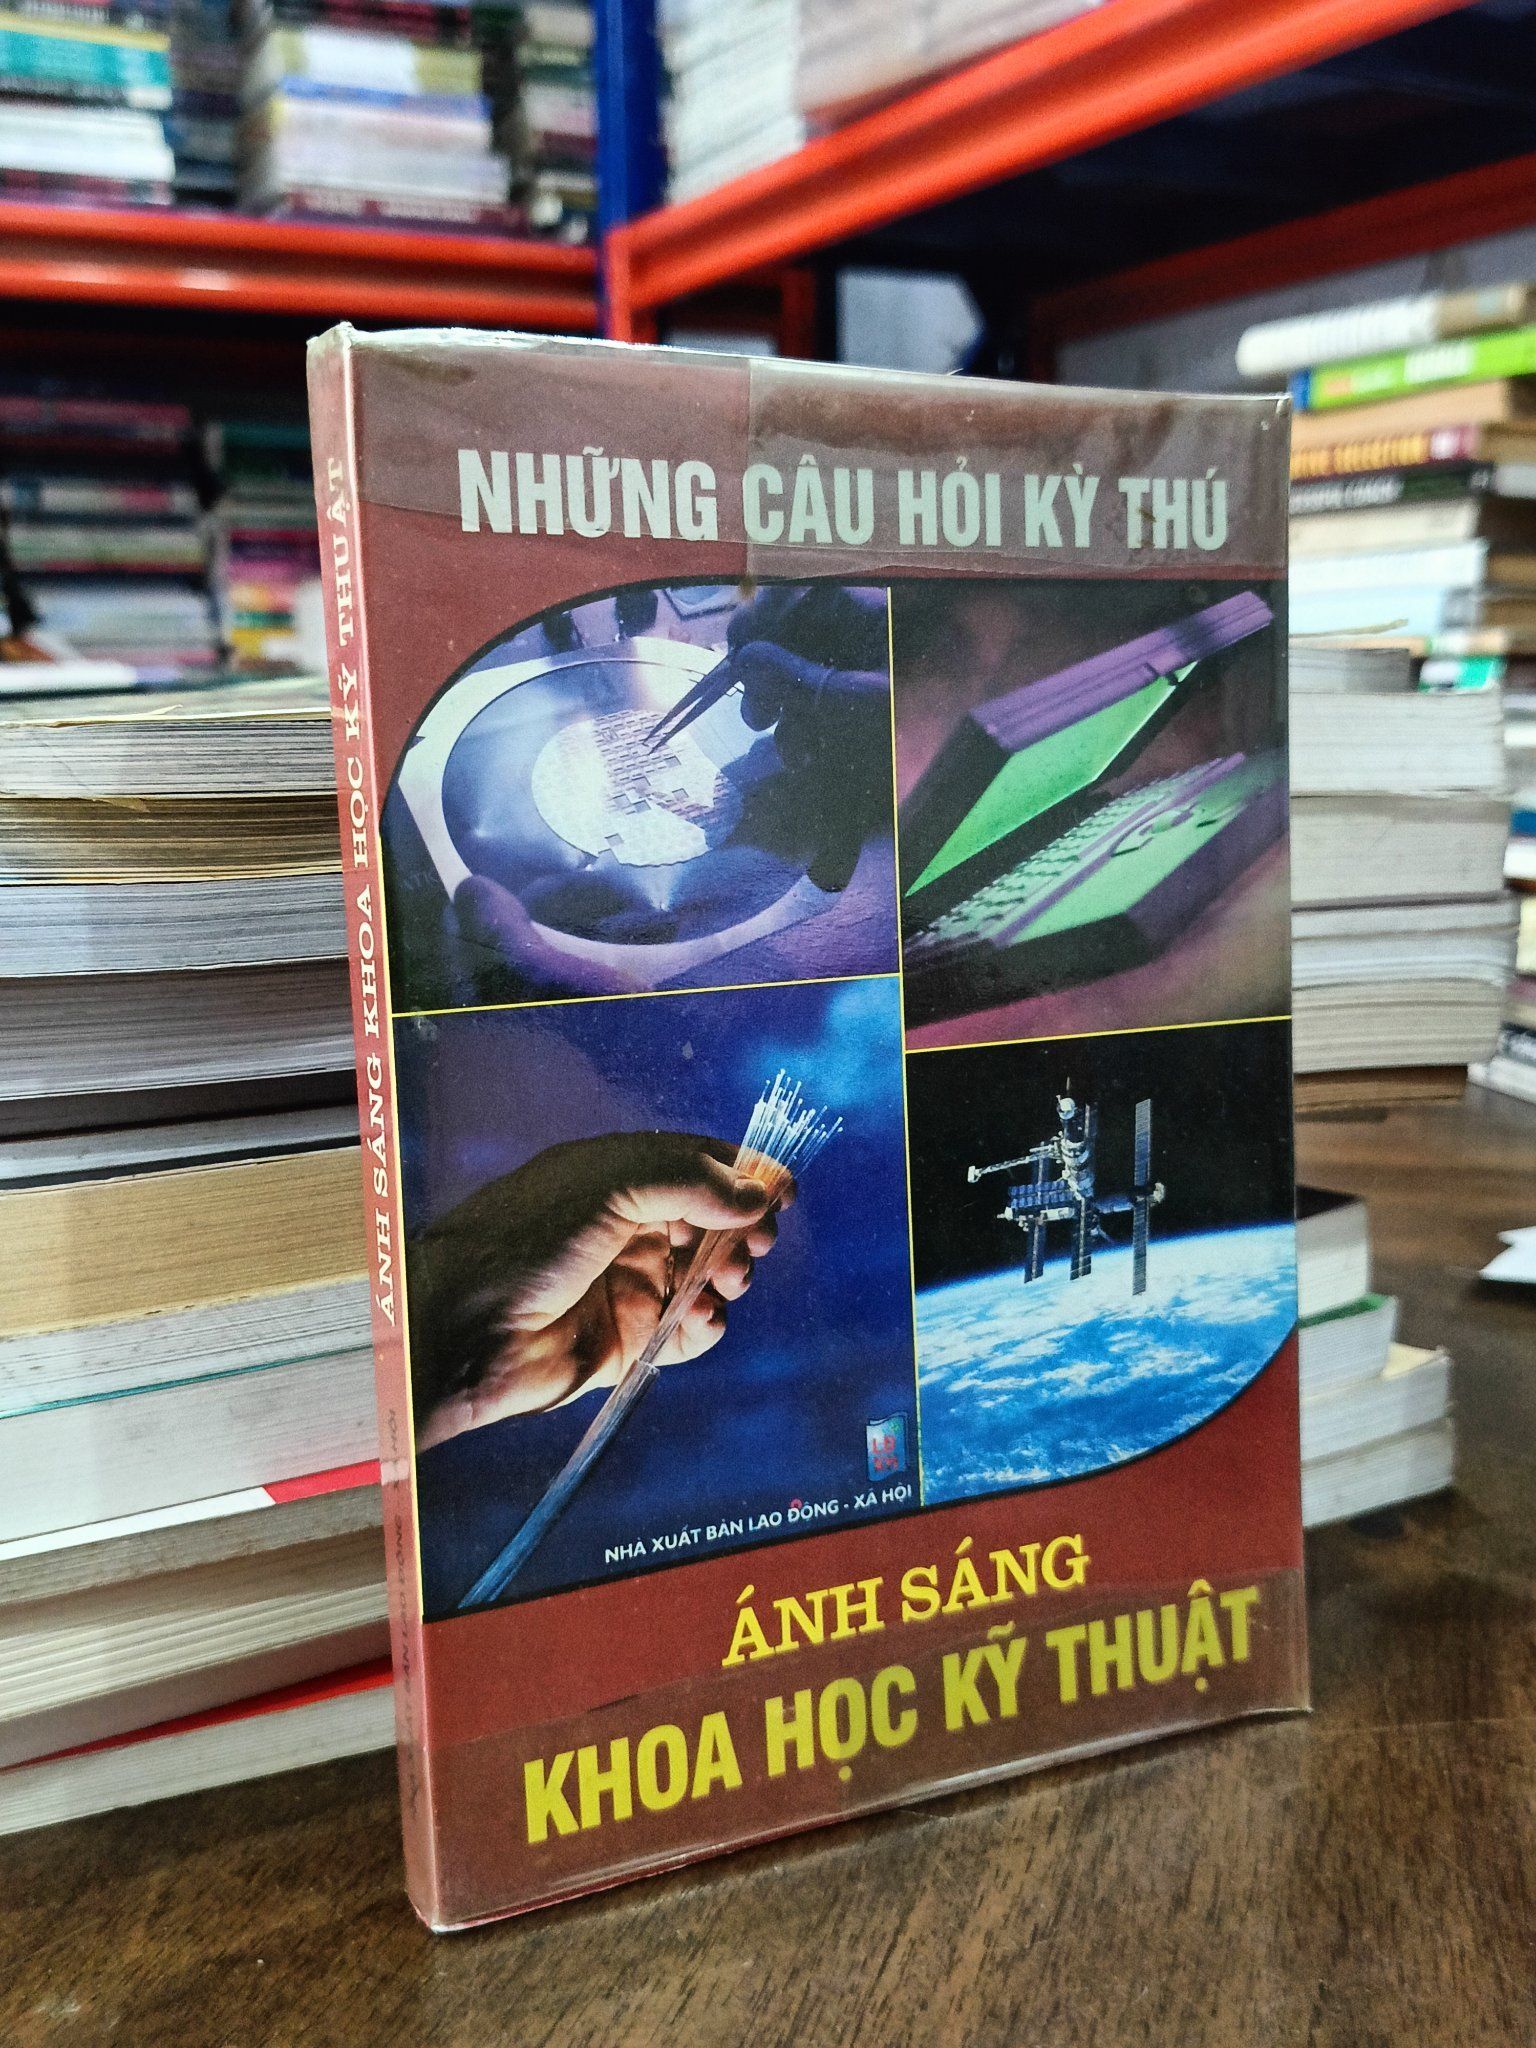 NHỮNG CÂU HỎI KỲ THÚ
NHÀ XUẤT BẢN LAO ĐỘNG - XÃ HỘI
ÁNH SÁNG
KHOA HỌC KỸ THUẬT
ÁNH SÁNG KHOA HỌC KỸ THUẬT